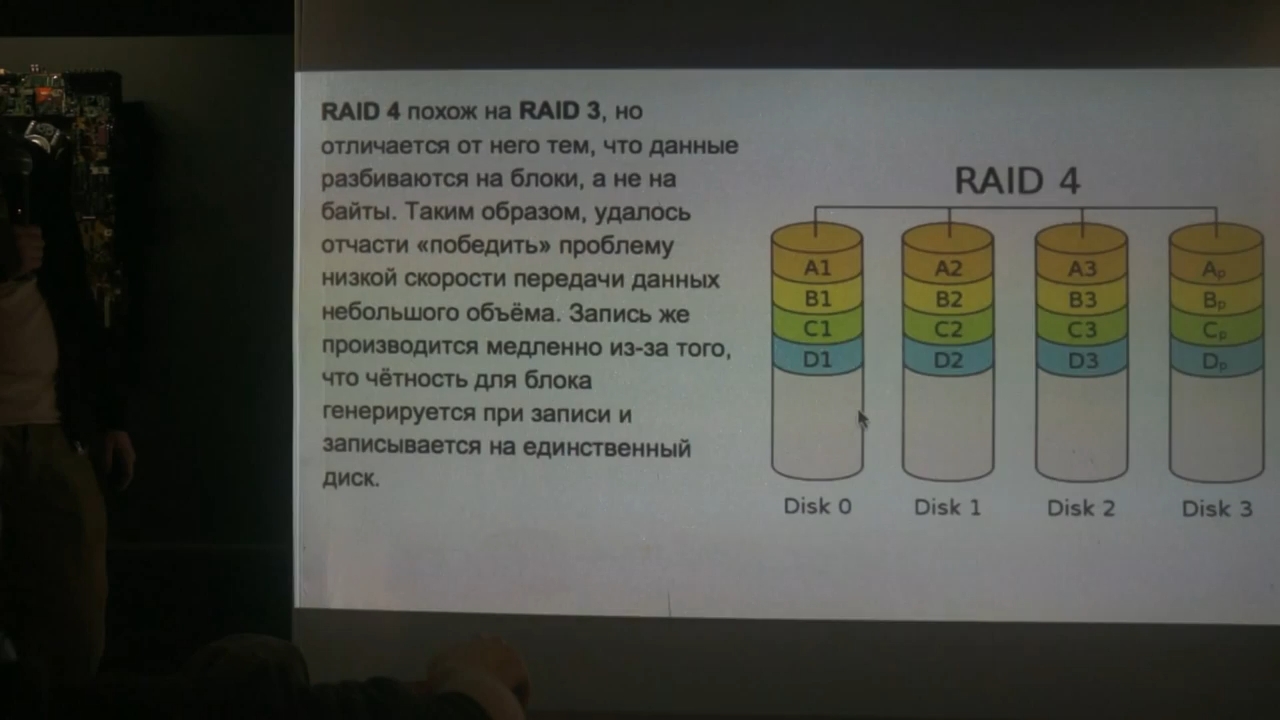 RAID 4 похож на RAID 3, но
отличается от него тем, что данные
разбиваются на блоки, а не на
байты. Таким образом, удалось
отчасти «победить» проблему
низкой скорости передачи данных
небольшого объёма. Запись же
производится медленно из-за того,
что чётность для блока
генерируется при записи и
записывается на единственный
диск.
RAID 4
A1 A2 A3 Aₚ
B1 B2 B3 Bₚ
C1 C2 C3 Cₚ
D1 D2 D3 Dₚ
Disk 0 Disk 1 Disk 2 Disk 3